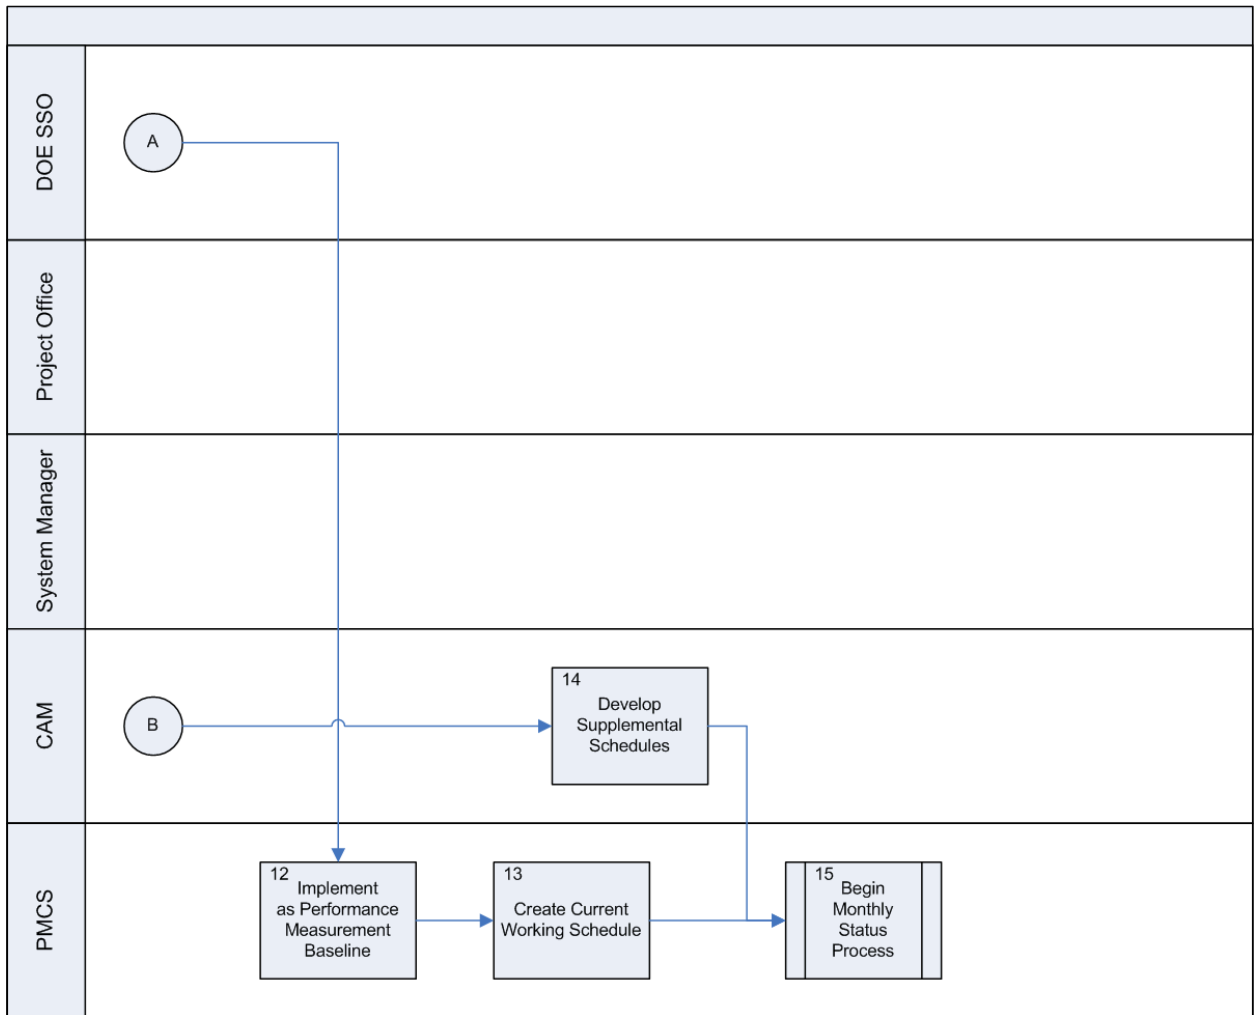 DOE SSO
A
Project Office
System Manager
CAM
B
14
Develop
Supplemental
Schedules
PMCS
12
Implement
as Performance
Measurement
Baseline
13
Create Current
Working Schedule
15
Begin
Monthly
Status
Process